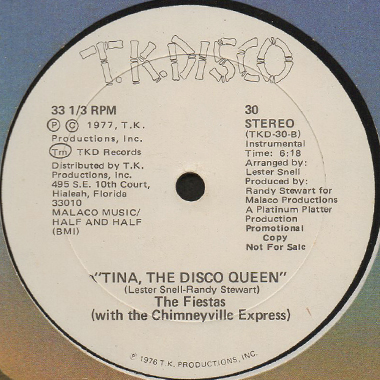 T.K. DISCO
33 1/3 RPM
Ⓟ © 1977, T.K.
Productions, Inc.
Tm TKD Records
Distributed by T.K.
Productions, Inc.
495 S.E. 10th Court,
Hialeah, Florida
33010
MALACO MUSIC/
HALF AND HALF
(BMI)
30
STEREO
(TKD-30-B)
Instrumental
Time: 6:18
Arranged by:
Lester Snell
Produced by:
Randy Stewart for
Malaco Productions
A Platinum Platter
Production
Promotional
Copy
Not For Sale
"TINA, THE DISCO QUEEN"
(Lester Snell-Randy Stewart)
The Fiestas
(with the Chimneyville Express)
Ⓟ 1976 T.K. PRODUCTIONS, INC.